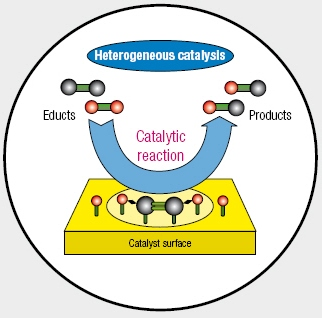 Heterogeneous catalysis
Educts
Products
Catalytic
reaction
Catalyst surface